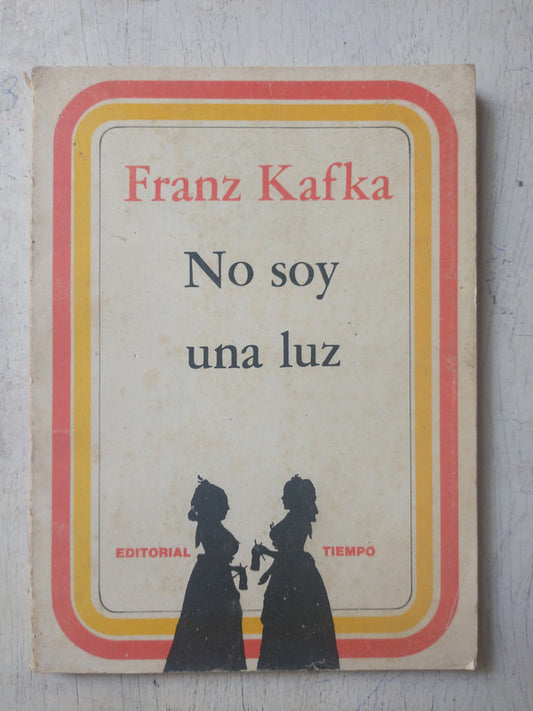 Franz Kafka
No soy
una luz
EDITORIAL TIEMPO